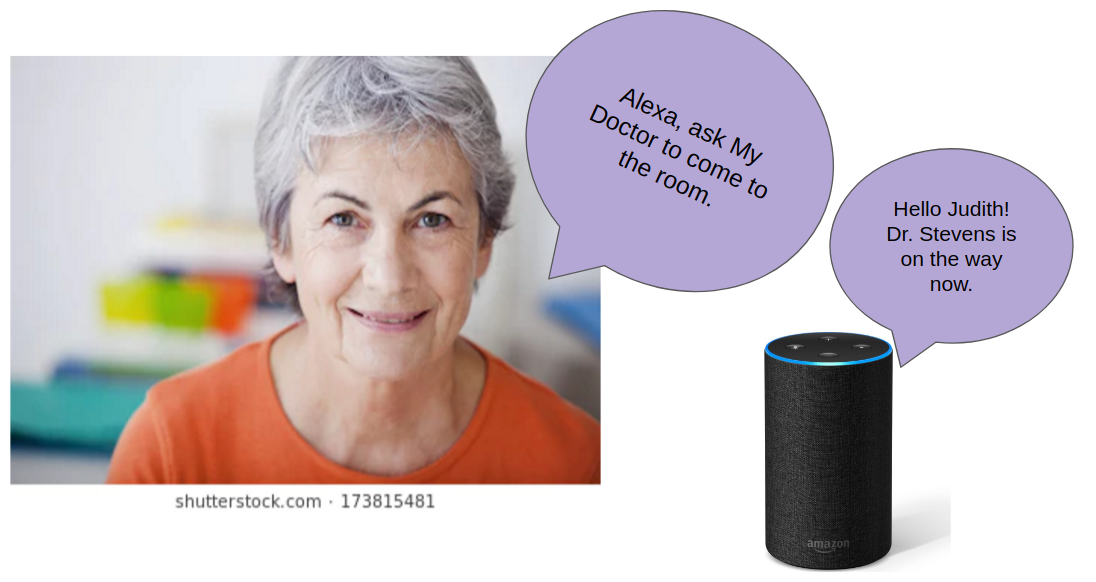 Alexa, ask My
Doctor to come to
the room.
Hello Judith!
Dr. Stevens is
on the way
now.
shutterstock.com · 173815481
amazon